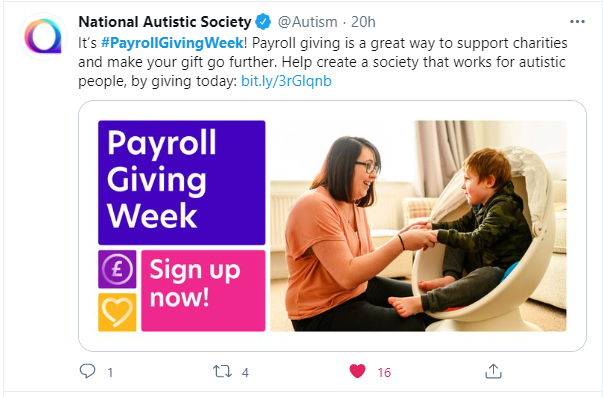 National Autistic Society @Autism · 20h
It's #PayrollGivingWeek! Payroll giving is a great way to support charities
and make your gift go further. Help create a society that works for autistic
people, by giving today: bit.ly/3rGlqnb
Payroll
Giving
Week
£
Sign up
now!
1 4 16